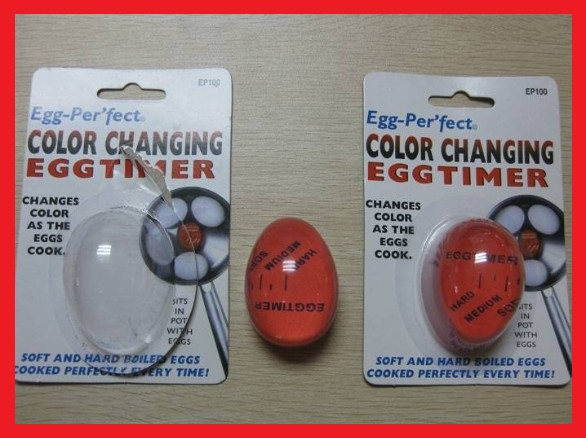 EP100
Egg-Per'fect®
COLOR CHANGING
EGGTIMER
CHANGES
COLOR
AS THE
EGGS
COOK.
SITS
IN
POT
WITH
EGGS
SOFT AND HARD BOILED EGGS
COOKED PERFECTLY EVERY TIME!
HARD
MEDIUM
SOFT
EGGTIMER
EP100
Egg-Per'fect®
COLOR CHANGING
EGGTIMER
CHANGES
COLOR
AS THE
EGGS
COOK.
EGGTIMER
HARD
MEDIUM
SOFT
SITS
IN
POT
WITH
EGGS
SOFT AND HARD BOILED EGGS
COOKED PERFECTLY EVERY TIME!